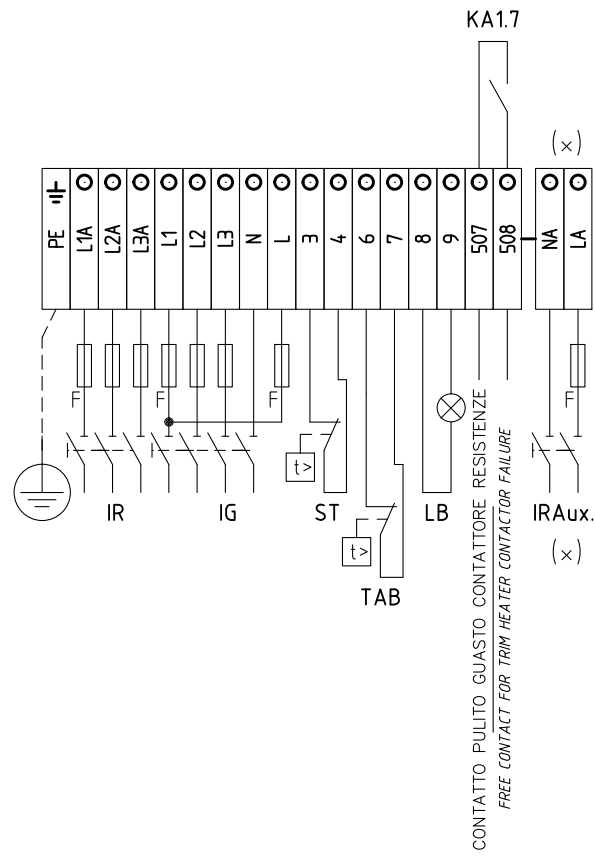 KA1.7
(x)
PE
L1A
L2A
L3A
L1
L2
L3
N
L
3
4
6
7
8
9
507
508
NA
LA
F
F
F
F
t>
t>
IR
IG
ST
LB
IRAux.
(x)
TAB
CONTATTO PULITO GUASTO CONTATTORE RESISTENZE
FREE CONTACT FOR TRIM HEATER CONTACTOR FAILURE